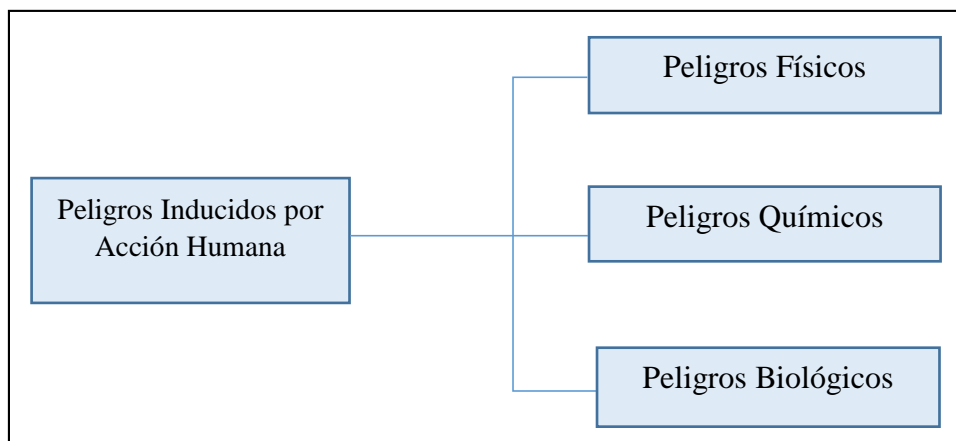 Peligros Físicos
Peligros Inducidos por
Acción Humana
Peligros Químicos
Peligros Biológicos